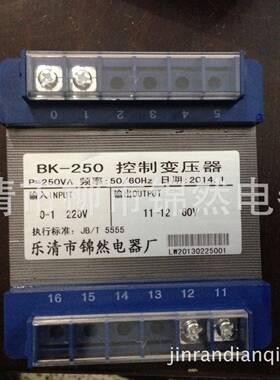 0 1 2 3 4 5
BK-250 控制变压器
P=250VA 频率:50/60Hz 日期:2014.1
输入INPUT 输出OUTPUT
0-1 220V 11-12 60V
执行标准: JB/T 5555
乐清市锦然电器厂 LW20130225001
16 15 14 13 12 11
jinrandianqi